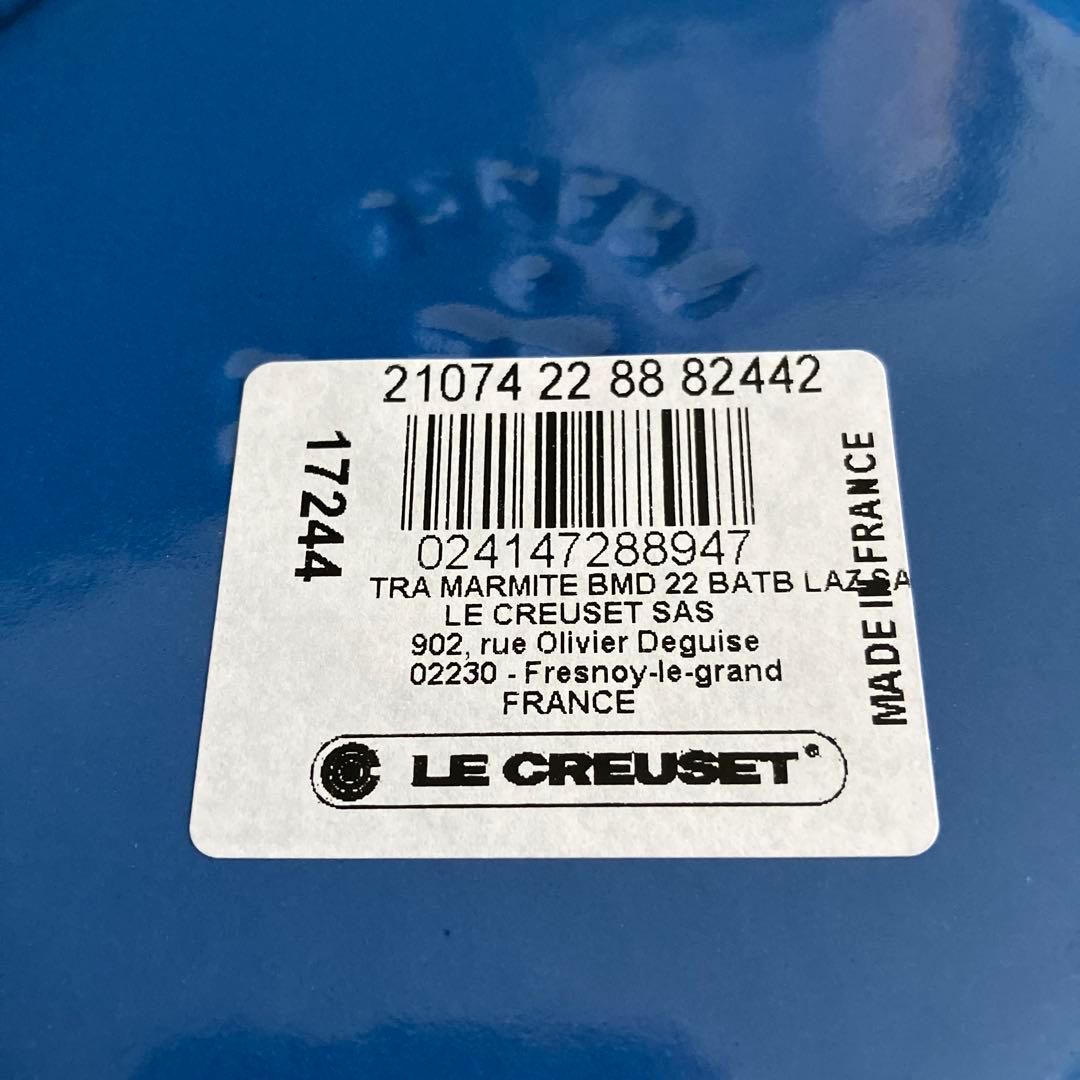 21074 22 88 82442
17244
024147288947
TRA MARMITE BMD 22 BATB LAZ SA
LE CREUSET SAS
902, rue Olivier Deguise
02230 - Fresnoy-le-grand
FRANCE
LE CREUSET®
MADE IN FRANCE